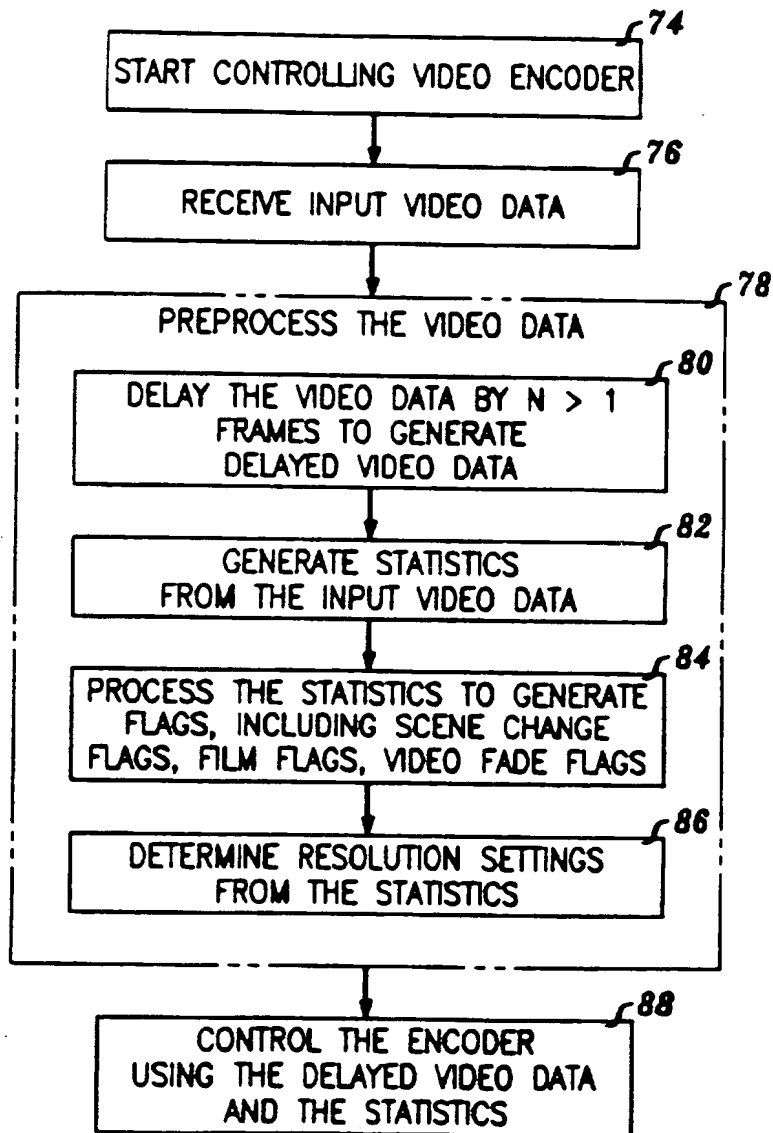 74
START CONTROLLING VIDEO ENCODER
76
RECEIVE INPUT VIDEO DATA
78
PREPROCESS THE VIDEO DATA
80
DELAY THE VIDEO DATA BY N > 1
FRAMES TO GENERATE
DELAYED VIDEO DATA
82
GENERATE STATISTICS
FROM THE INPUT VIDEO DATA
84
PROCESS THE STATISTICS TO GENERATE
FLAGS, INCLUDING SCENE CHANGE
FLAGS, FILM FLAGS, VIDEO FADE FLAGS
86
DETERMINE RESOLUTION SETTINGS
FROM THE STATISTICS
88
CONTROL THE ENCODER
USING THE DELAYED VIDEO DATA
AND THE STATISTICS